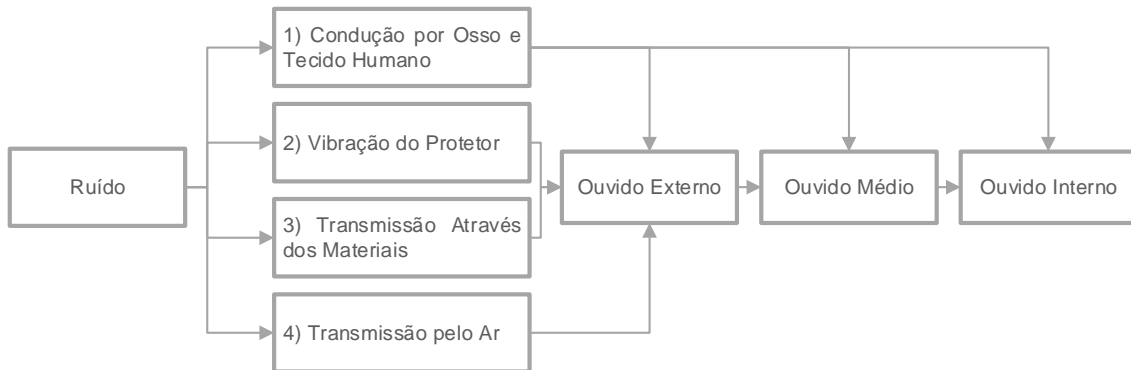 1) Condução por Osso e
Tecido Humano
2) Vibração do Protetor
Ruído
Ouvido Externo
Ouvido Médio
Ouvido Interno
3) Transmissão Através
dos Materiais
4) Transmissão pelo Ar